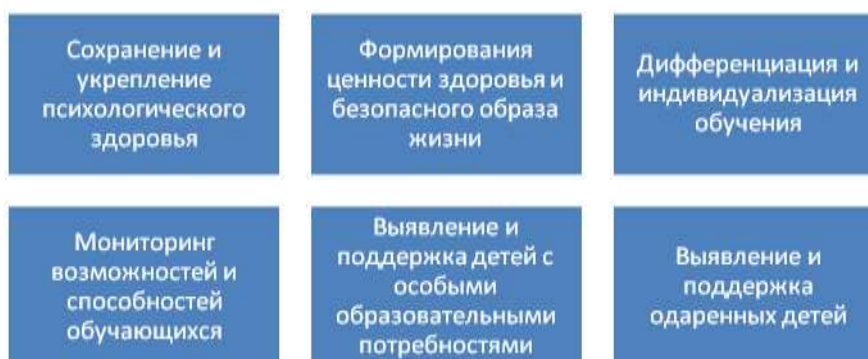 Сохранение и
укрепление
психологического
здоровья
Формирования
ценности здоровья и
безопасного образа
жизни
Дифференциация и
индивидуализация
обучения
Мониторинг
возможностей и
способностей
обучающихся
Выявление и
поддержка детей с
особыми
образовательными
потребностями
Выявление и
поддержка
одаренных детей